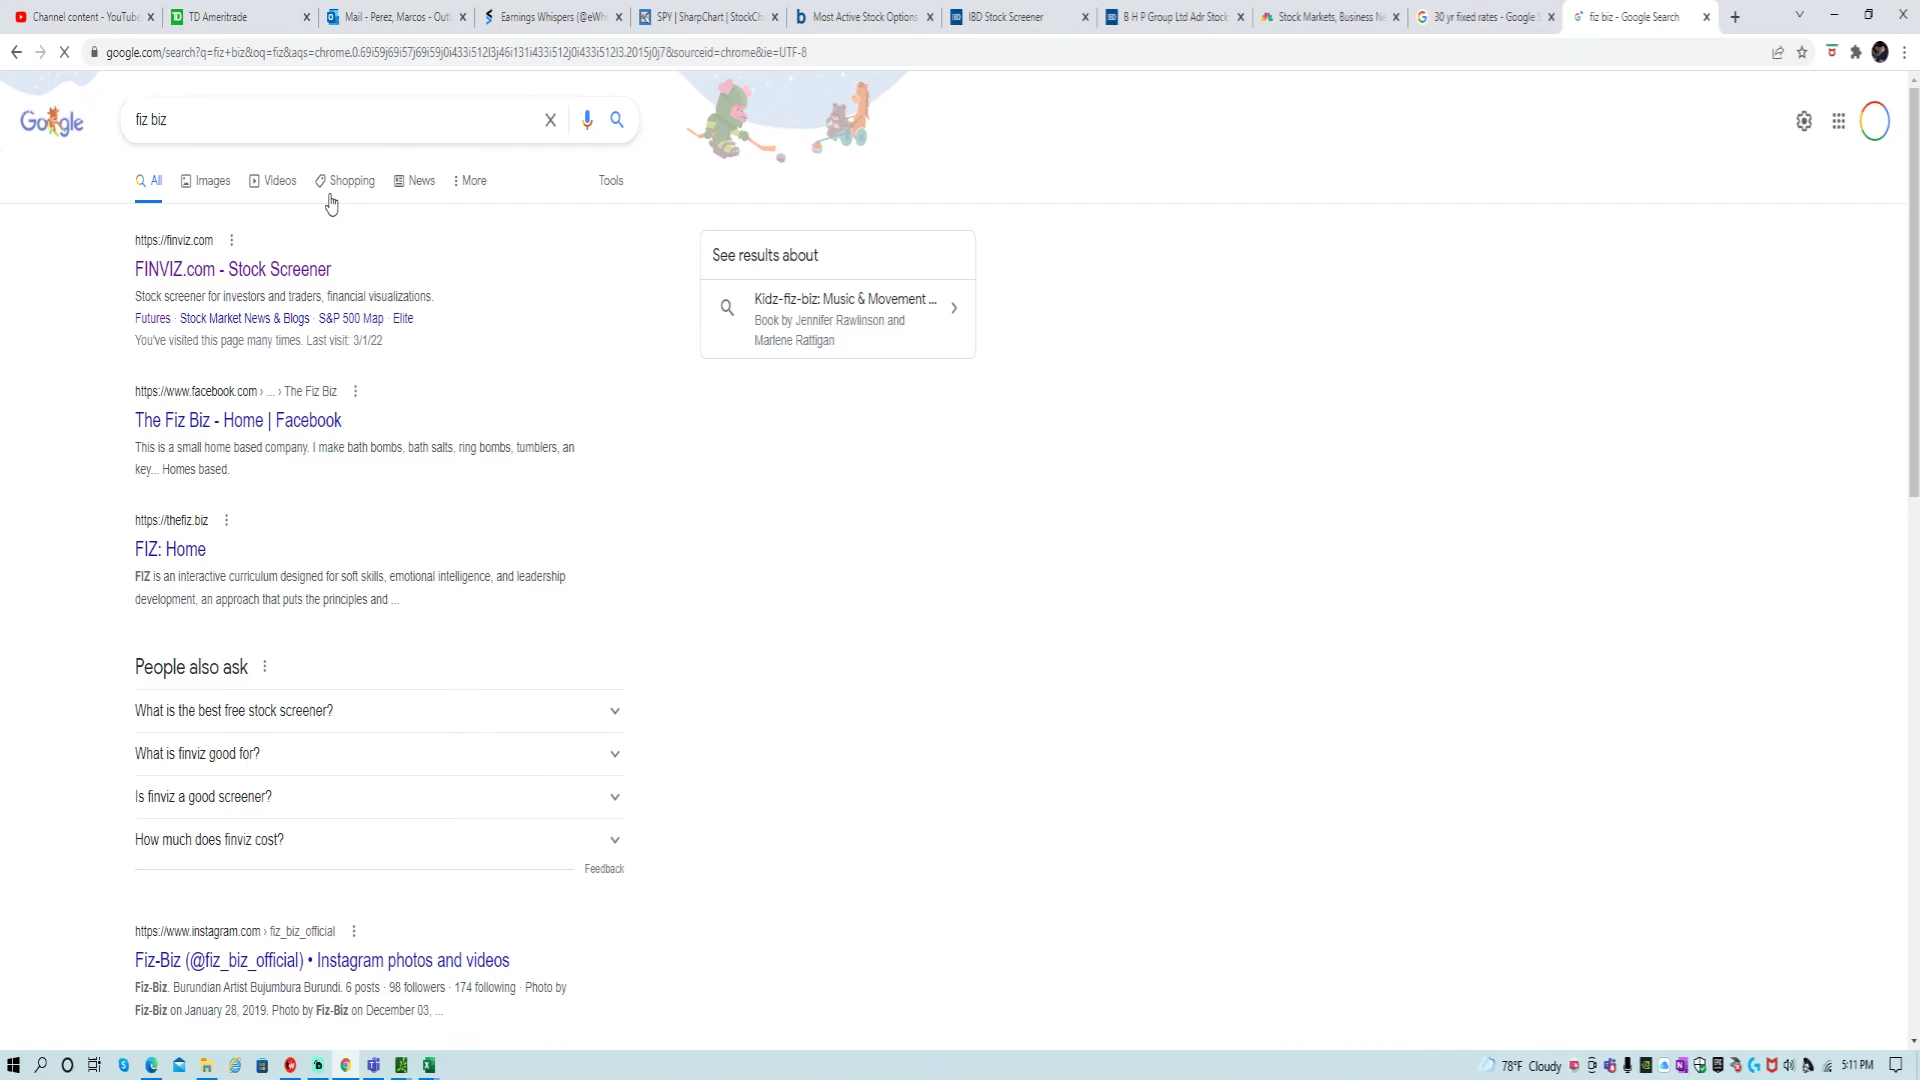 Channel content - YouTube
TD Ameritrade
Mail - Perez, Marcos - Outl
Earnings Whispers (@eWh
SPY | SharpChart | StockCh
Most Active Stock Options
IBD Stock Screener
B H P Group Ltd Adr Stock
Stock Markets, Business Ne
30 yr fixed rates - Google S
fiz biz - Google Search
google.com/search?q=fiz+biz&oq=fiz&aqs=chrome.0.69i59j69i57j69i59j0i433i512l3j46i131i433i512j0i433i512l3.2015j0j7&sourceid=chrome&ie=UTF-8
Google
fiz biz
All
Images
Videos
Shopping
News
More
Tools
https://finviz.com
FINVIZ.com - Stock Screener
Stock screener for investors and traders, financial visualizations.
Futures · Stock Market News & Blogs · S&P 500 Map · Elite
You've visited this page many times. Last visit: 3/1/22
See results about
Kidz-fiz-biz: Music & Movement ...
Book by Jennifer Rawlinson and
Marlene Rattigan
https://www.facebook.com › ... › The Fiz Biz
The Fiz Biz - Home | Facebook
This is a small home based company. I make bath bombs, bath salts, ring bombs, tumblers, an
key... Homes based.
https://thefiz.biz
FIZ: Home
FIZ is an interactive curriculum designed for soft skills, emotional intelligence, and leadership
development, an approach that puts the principles and ...
People also ask
What is the best free stock screener?
What is finviz good for?
Is finviz a good screener?
How much does finviz cost?
Feedback
https://www.instagram.com › fiz_biz_official
Fiz-Biz (@fiz_biz_official) • Instagram photos and videos
Fiz-Biz. Burundian Artist Bujumbura Burundi. 6 posts · 98 followers · 174 following · Photo by
Fiz-Biz on January 28, 2019. Photo by Fiz-Biz on December 03, ...
78°F Cloudy
5:11 PM